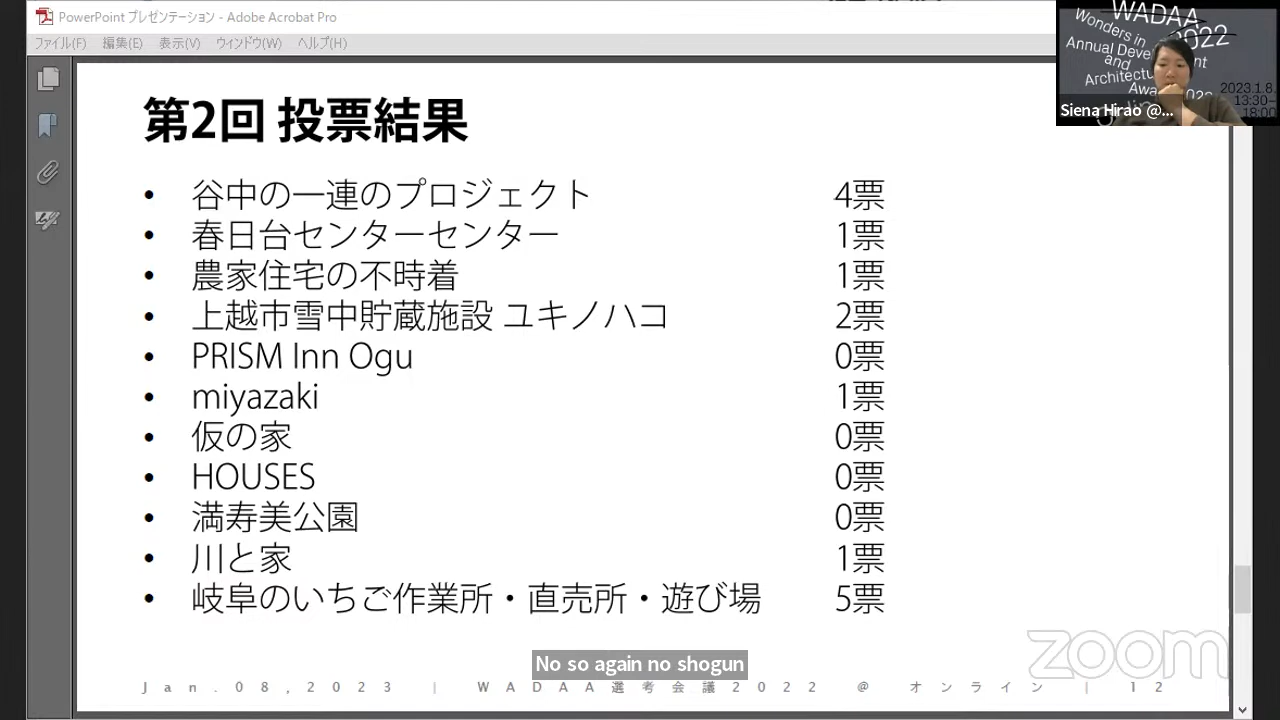 PowerPoint プレゼンテーション - Adobe Acrobat Pro
ファイル(F) 編集(E) 表示(V) ウィンドウ(W) ヘルプ(H)
WADAA
2022
Wonders in
Annual
and
Siena Hirao @...
2023.1.8
13:30-
18:00
第2回 投票結果
• 谷中の一連のプロジェクト 4票
• 春日台センターセンター 1票
• 農家住宅の不時着 1票
• 上越市雪中貯蔵施設 ユキノハコ 2票
• PRISM Inn Ogu 0票
• miyazaki 1票
• 仮の家 0票
• HOUSES 0票
• 満寿美公園 0票
• 川と家 1票
• 岐阜のいちご作業所・直売所・遊び場 5票
zoom
No so again no shogun
Jan.08,2023 | WADAA選考会議2022 @ オンライン | 12